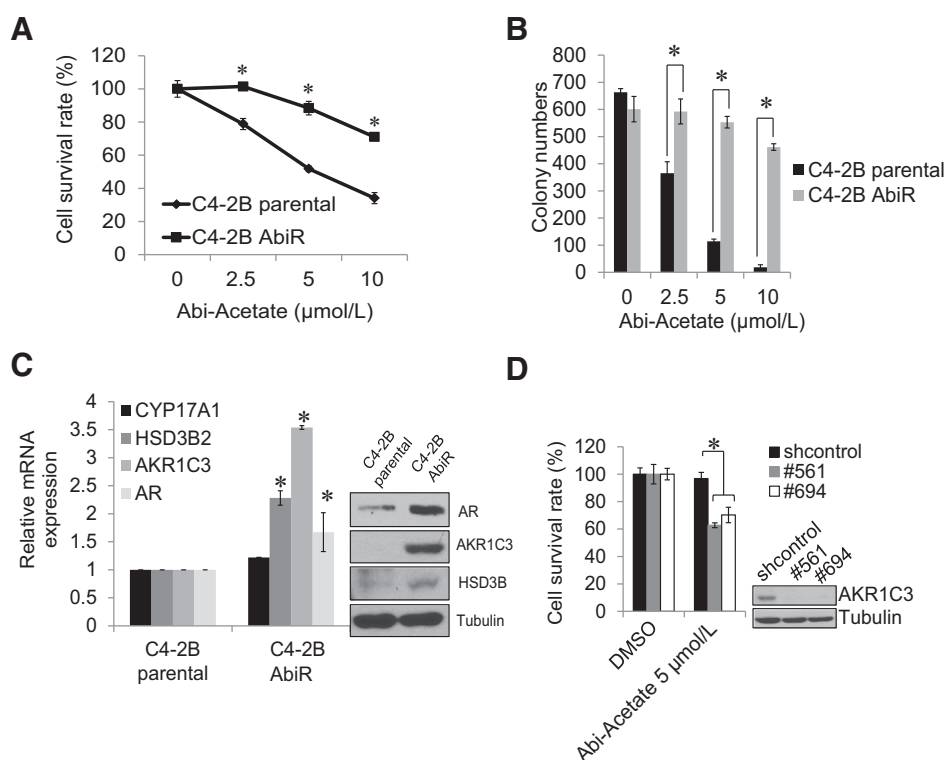 A
Cell survival rate (%)
120
100
80
60
40
20
0
*
*
*
C4-2B parental
C4-2B AbiR
0 2.5 5 10
Abi-Acetate (µmol/L)
B
Colony numbers
800
700
600
500
400
300
200
100
0
*
*
*
C4-2B parental
C4-2B AbiR
0 2.5 5 10
Abi-Acetate (µmol/L)
C
Relative mRNA
expression
4
3.5
3
2.5
2
1.5
1
0.5
0
CYP17A1
HSD3B2
AKR1C3
AR
*
*
*
C4-2B
parental
C4-2B
AbiR
C4-2B
parental
C4-2B
AbiR
AR
AKR1C3
HSD3B
Tubulin
D
Cell survival rate (%)
120
100
80
60
40
20
0
*
shcontrol
#561
#694
DMSO
Abi-Acetate 5 µmol/L
shcontrol
#561
#694
AKR1C3
Tubulin